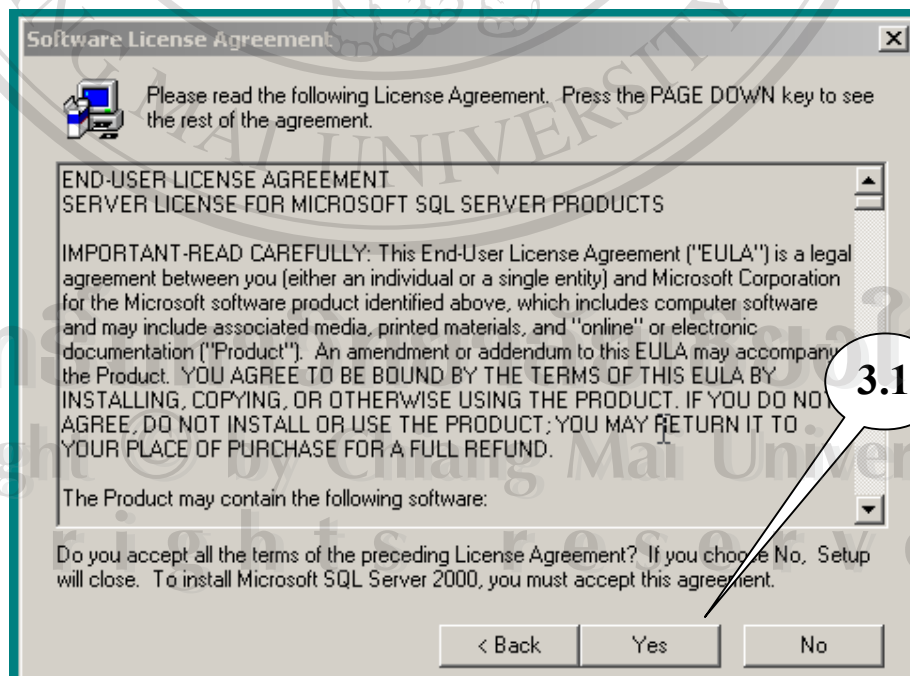 Software License Agreement
Please read the following License Agreement. Press the PAGE DOWN key to see
the rest of the agreement.
END-USER LICENSE AGREEMENT
SERVER LICENSE FOR MICROSOFT SQL SERVER PRODUCTS
IMPORTANT-READ CAREFULLY: This End-User License Agreement ("EULA") is a legal
agreement between you (either an individual or a single entity) and Microsoft Corporation
for the Microsoft software product identified above, which includes computer software
and may include associated media, printed materials, and "online" or electronic
documentation ("Product"). An amendment or addendum to this EULA may accompany
the Product. YOU AGREE TO BE BOUND BY THE TERMS OF THIS EULA BY
INSTALLING, COPYING, OR OTHERWISE USING THE PRODUCT. IF YOU DO NOT
AGREE, DO NOT INSTALL OR USE THE PRODUCT; YOU MAY RETURN IT TO
YOUR PLACE OF PURCHASE FOR A FULL REFUND.
The Product may contain the following software:
3.1
Do you accept all the terms of the preceding License Agreement? If you choose No, Setup
will close. To install Microsoft SQL Server 2000, you must accept this agreement.
< Back
Yes
No
MAI UNIVERSITY
© by Chiang Mai
rights